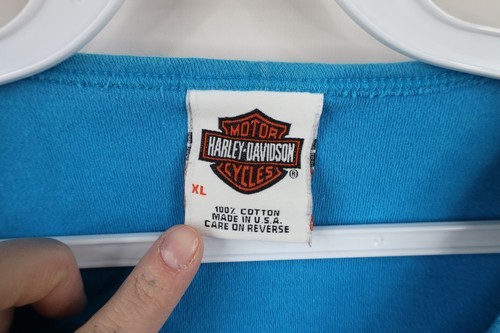 MOTOR
HARLEY-DAVIDSON
CYCLES ®
XL
100% COTTON
MADE IN U.S.A.
CARE ON REVERSE